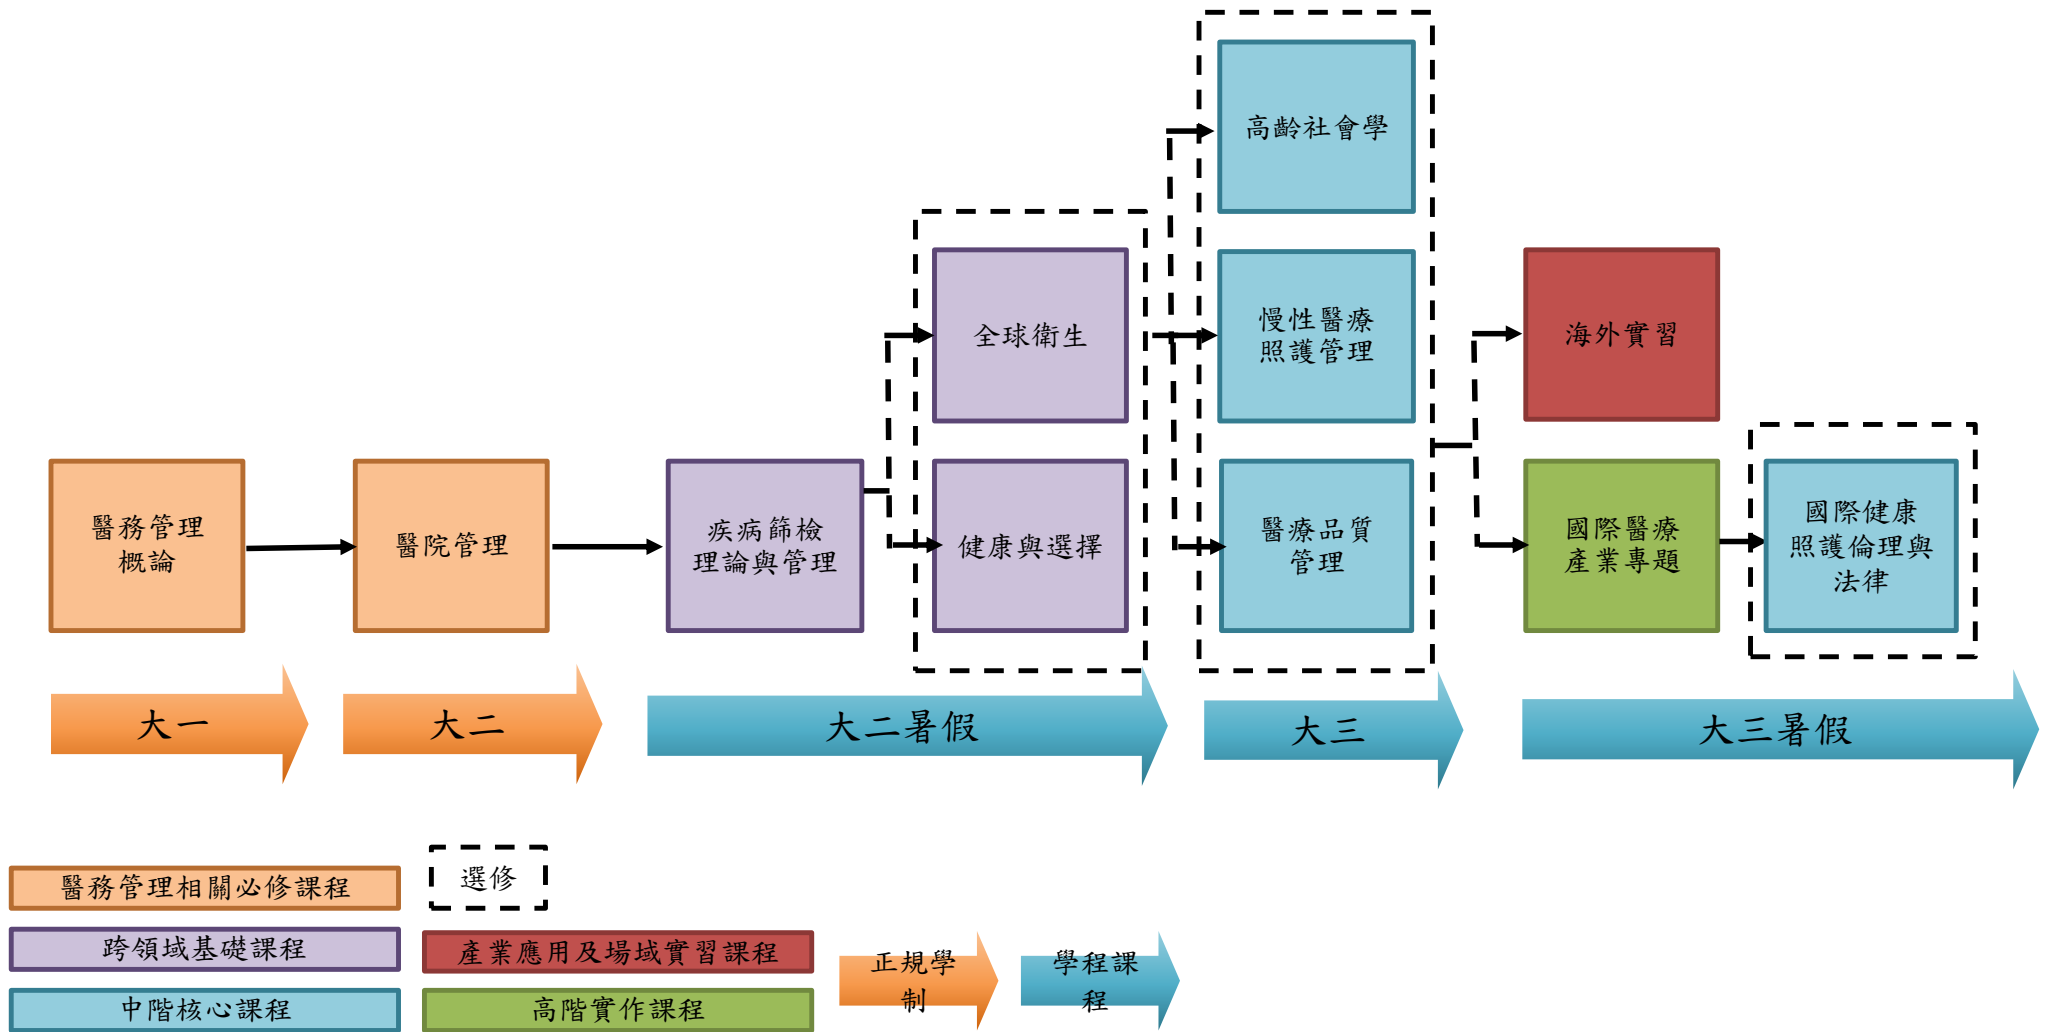 高齡社會學
全球衛生
慢性醫療
照護管理
海外實習
醫務管理
概論
醫院管理
疾病篩檢
理論與管理
健康與選擇
醫療品質
管理
國際醫療
產業專題
國際健康
照護倫理與
法律
大一
大二
大二暑假
大三
大三暑假
醫務管理相關必修課程
選修
跨領域基礎課程
產業應用及場域實習課程
中階核心課程
高階實作課程
正規學
制
學程課
程